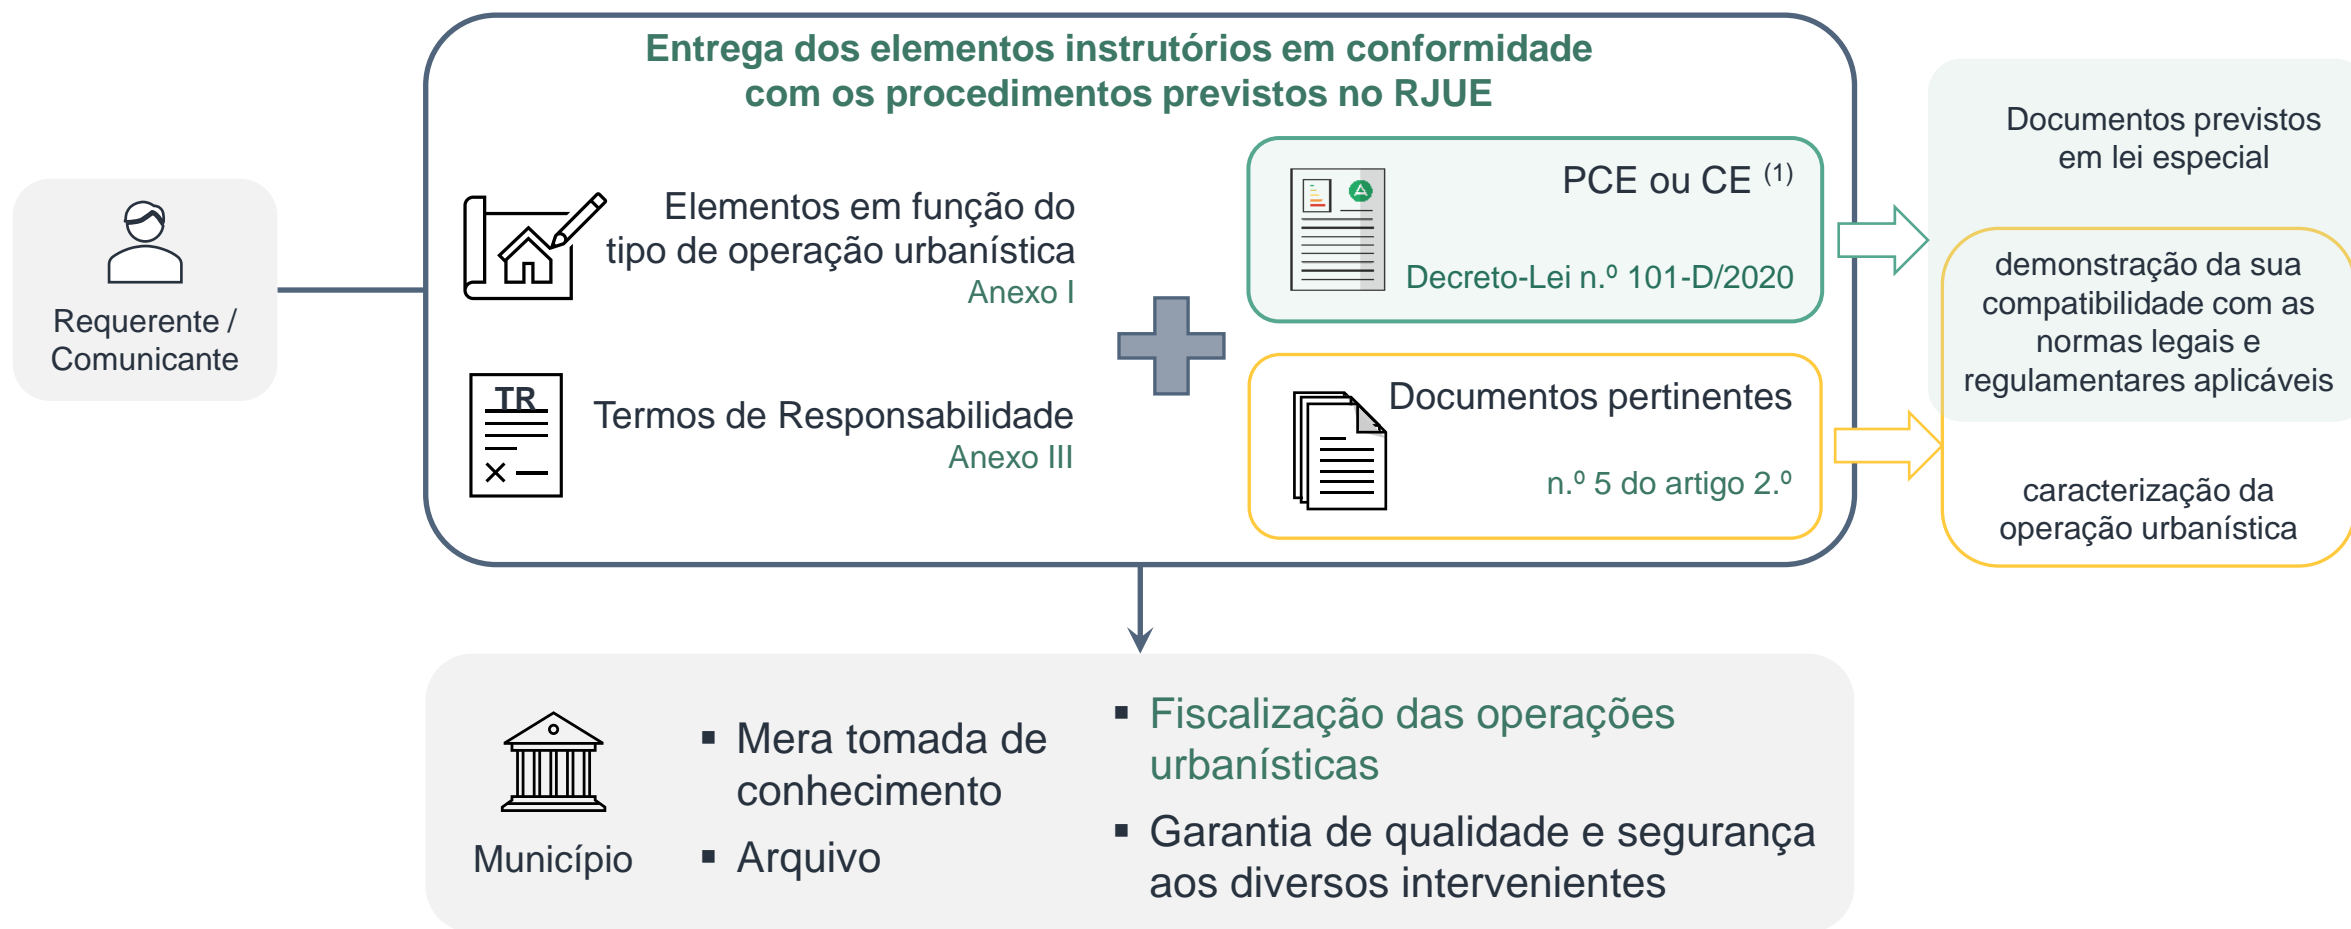 Entrega dos elementos instrutórios em conformidade
com os procedimentos previstos no RJUE
Requerente /
Comunicante
Elementos em função do
tipo de operação urbanística
Anexo I
TR
Termos de Responsabilidade
Anexo III
PCE ou CE (1)
Decreto-Lei n.º 101-D/2020
Documentos pertinentes
n.º 5 do artigo 2.º
Documentos previstos
em lei especial
demonstração da sua
compatibilidade com as
normas legais e
regulamentares aplicáveis
caracterização da
operação urbanística
Município
▪ Mera tomada de
conhecimento
▪ Arquivo
▪ Fiscalização das operações
urbanísticas
▪ Garantia de qualidade e segurança
aos diversos intervenientes